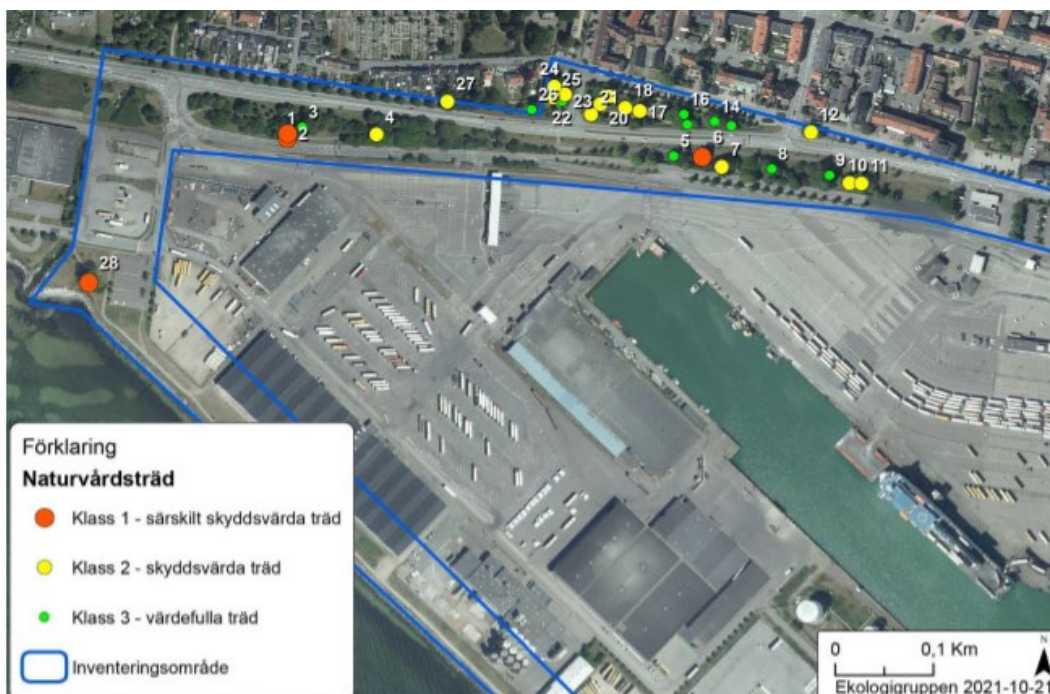 24
25
27
26
23
21
18
22
20
17
16
14
12
1
3
2
4
5
6
7
8
9
10
11
28
Förklaring
Naturvårdsträd
Klass 1 - särskilt skyddsvärda träd
Klass 2 - skyddsvärda träd
Klass 3 - värdefulla träd
Inventeringsområde
0 0,1 Km
N
Ekologigruppen 2021-10-21